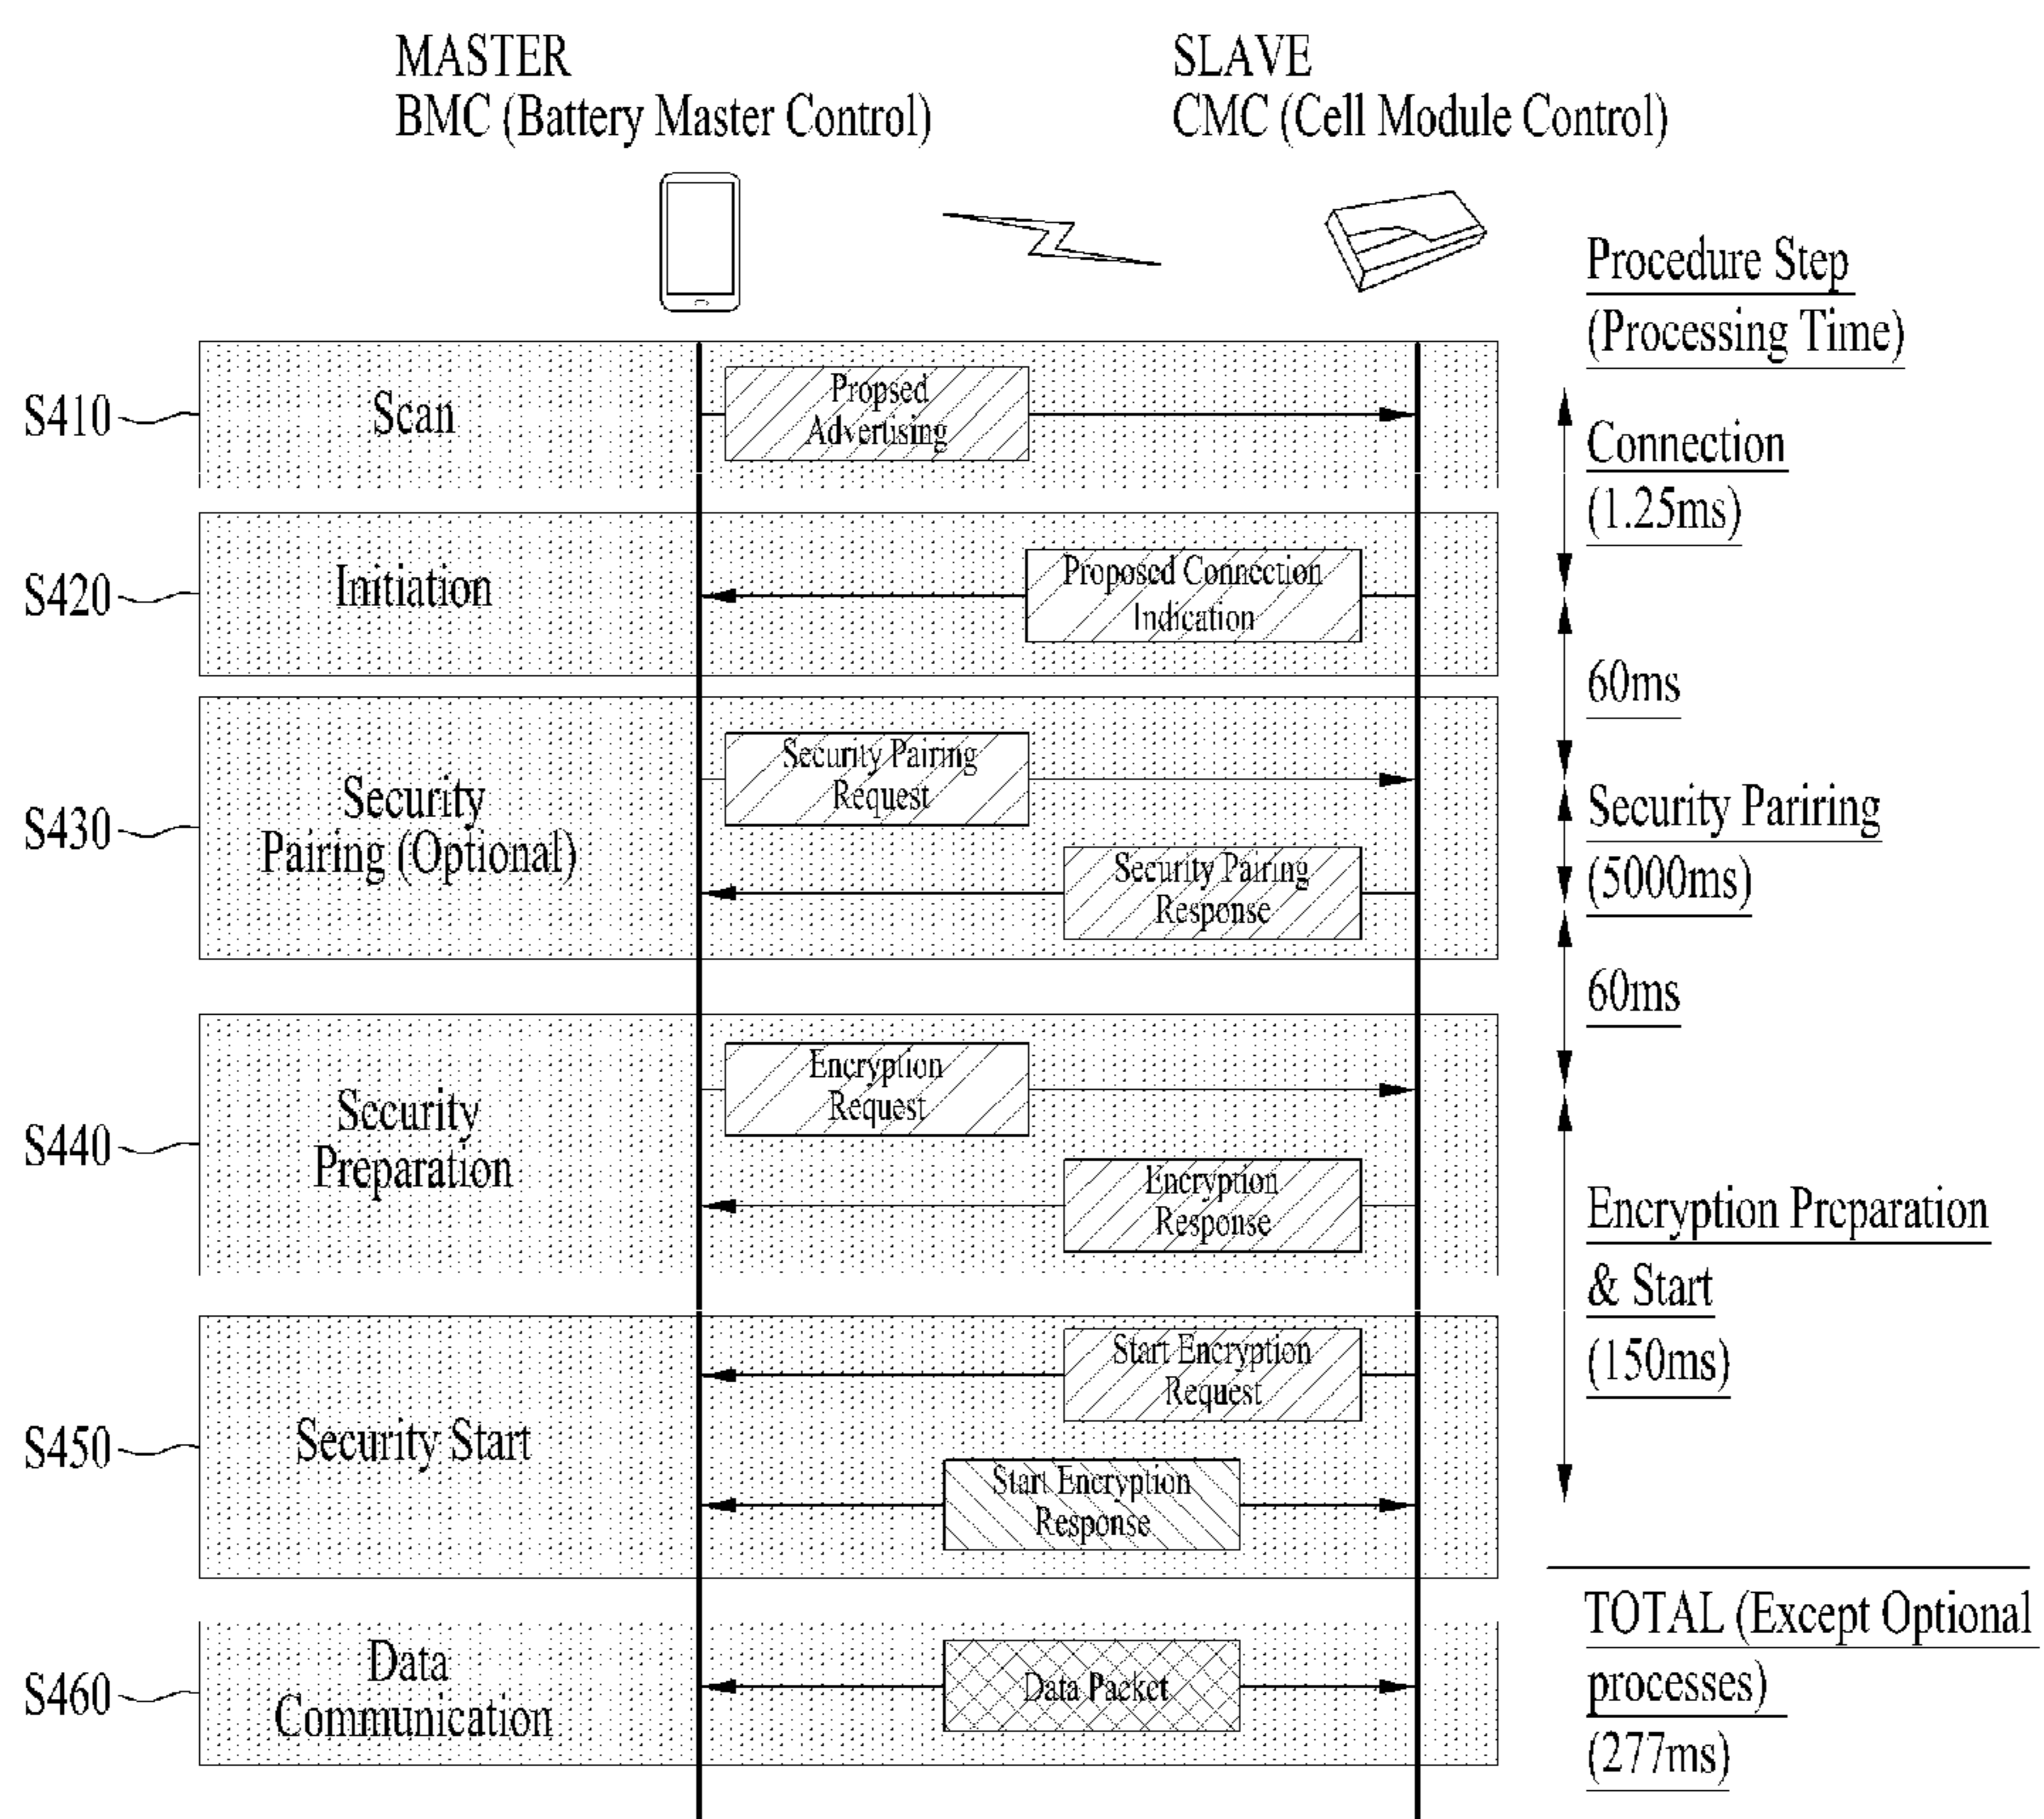 MASTER
BMC (Battery Master Control)
SLAVE
CMC (Cell Module Control)
Procedure Step
(Processing Time)
S410
Scan
Propsed
Advertising
Connection
(1.25ms)
S420
Initiation
Proposed Connection
Indication
60ms
S430
Security
Pairing (Optional)
Security Pairing
Request
Security Pairing
Response
Security Pariring
(5000ms)
60ms
S440
Security
Preparation
Encryption
Request
Encryption
Response
Encryption Preparation
& Start
(150ms)
S450
Security Start
Start Encryption
Request
Start Encryption
Response
S460
Data
Communication
Data Packet
TOTAL (Except Optional
processes)
(277ms)